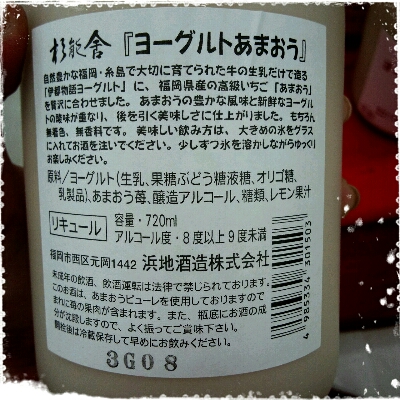 杉能舎『ヨーグルトあまおう』
自然豊かな福岡・糸島で大切に育てられた牛の生乳だけで造る
「伊都物語ヨーグルト」に、福岡県産の高級いちご「あまおう」
を贅沢に合わせました。あまおうの豊かな風味と新鮮なヨーグル
トの酸味が重なり、後を引く美味しさに仕上がりました。もちろん
無着色、無香料です。美味しい飲み方は、大きめの氷をグラス
に入れてお酒を注いでください。少しずつ氷を溶かしながらゆっくり
お楽しみください。
原料/ヨーグルト(生乳、果糖ぶどう糖液糖、オリゴ糖、
乳製品)、あまおう苺、醸造アルコール、糖類、レモン果汁
リキュール
容量・720ml
アルコール度・8度以上9度未満
福岡市西区元岡1442 浜地酒造株式会社
未成年の飲酒、飲酒運転は法律で禁じられております。
このお酒は、あまおうピューレを使用しておりますので
まれに苺の果肉が含まれます。また、瓶底にお酒の成
分が沈殿しますので、よく振ってご賞味下さい。
開栓後は冷蔵保存して早めにお飲みください。
4985334301503
3G08